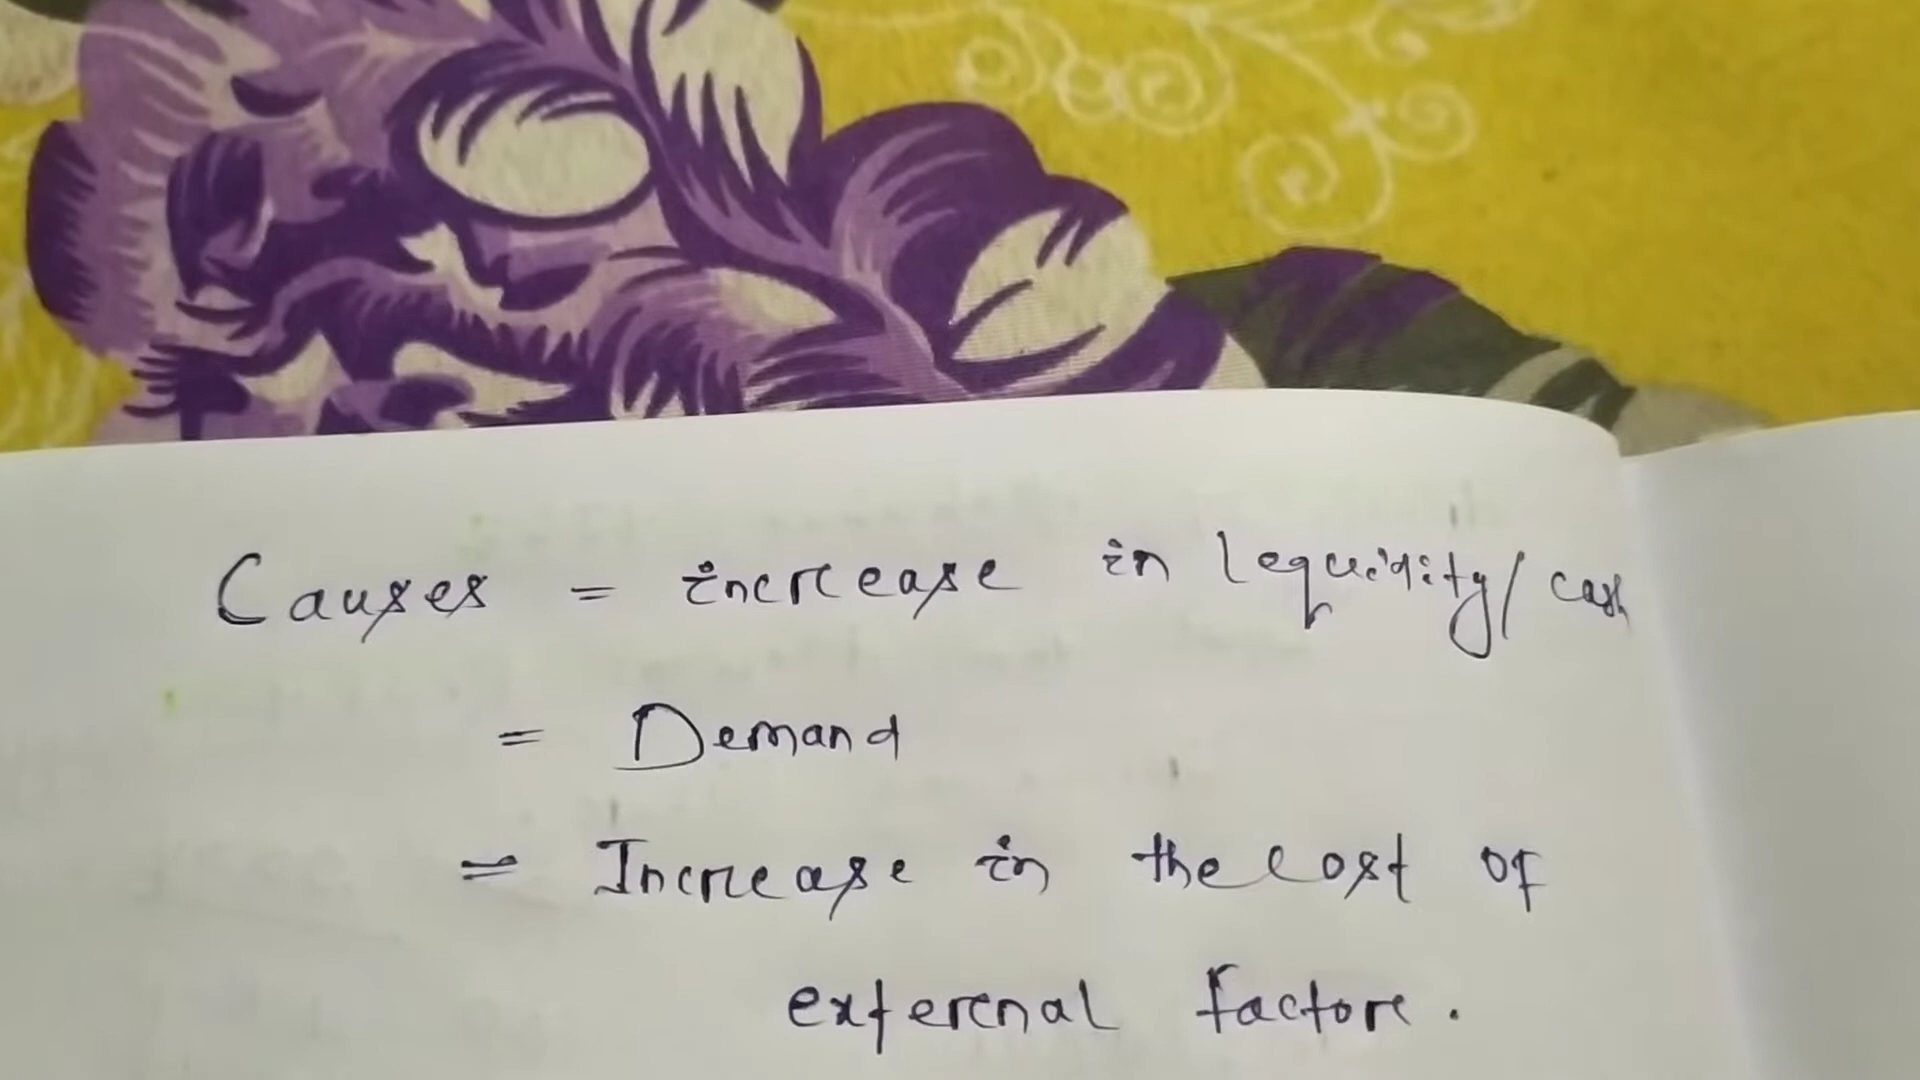 Causes = increase in lequidity/cash
= Demand
= Increase in the cost of
external factor.